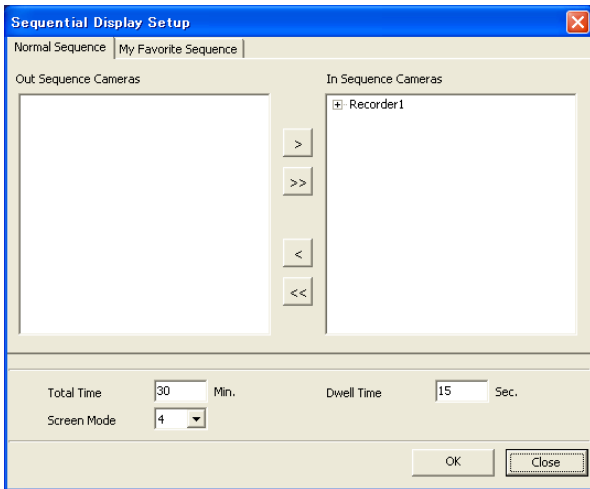 Sequential Display Setup
Normal Sequence My Favorite Sequence
Out Sequence Cameras In Sequence Cameras
Recorder1
>
>>
<
<<
Total Time 30 Min. Dwell Time 15 Sec.
Screen Mode 4
OK Close